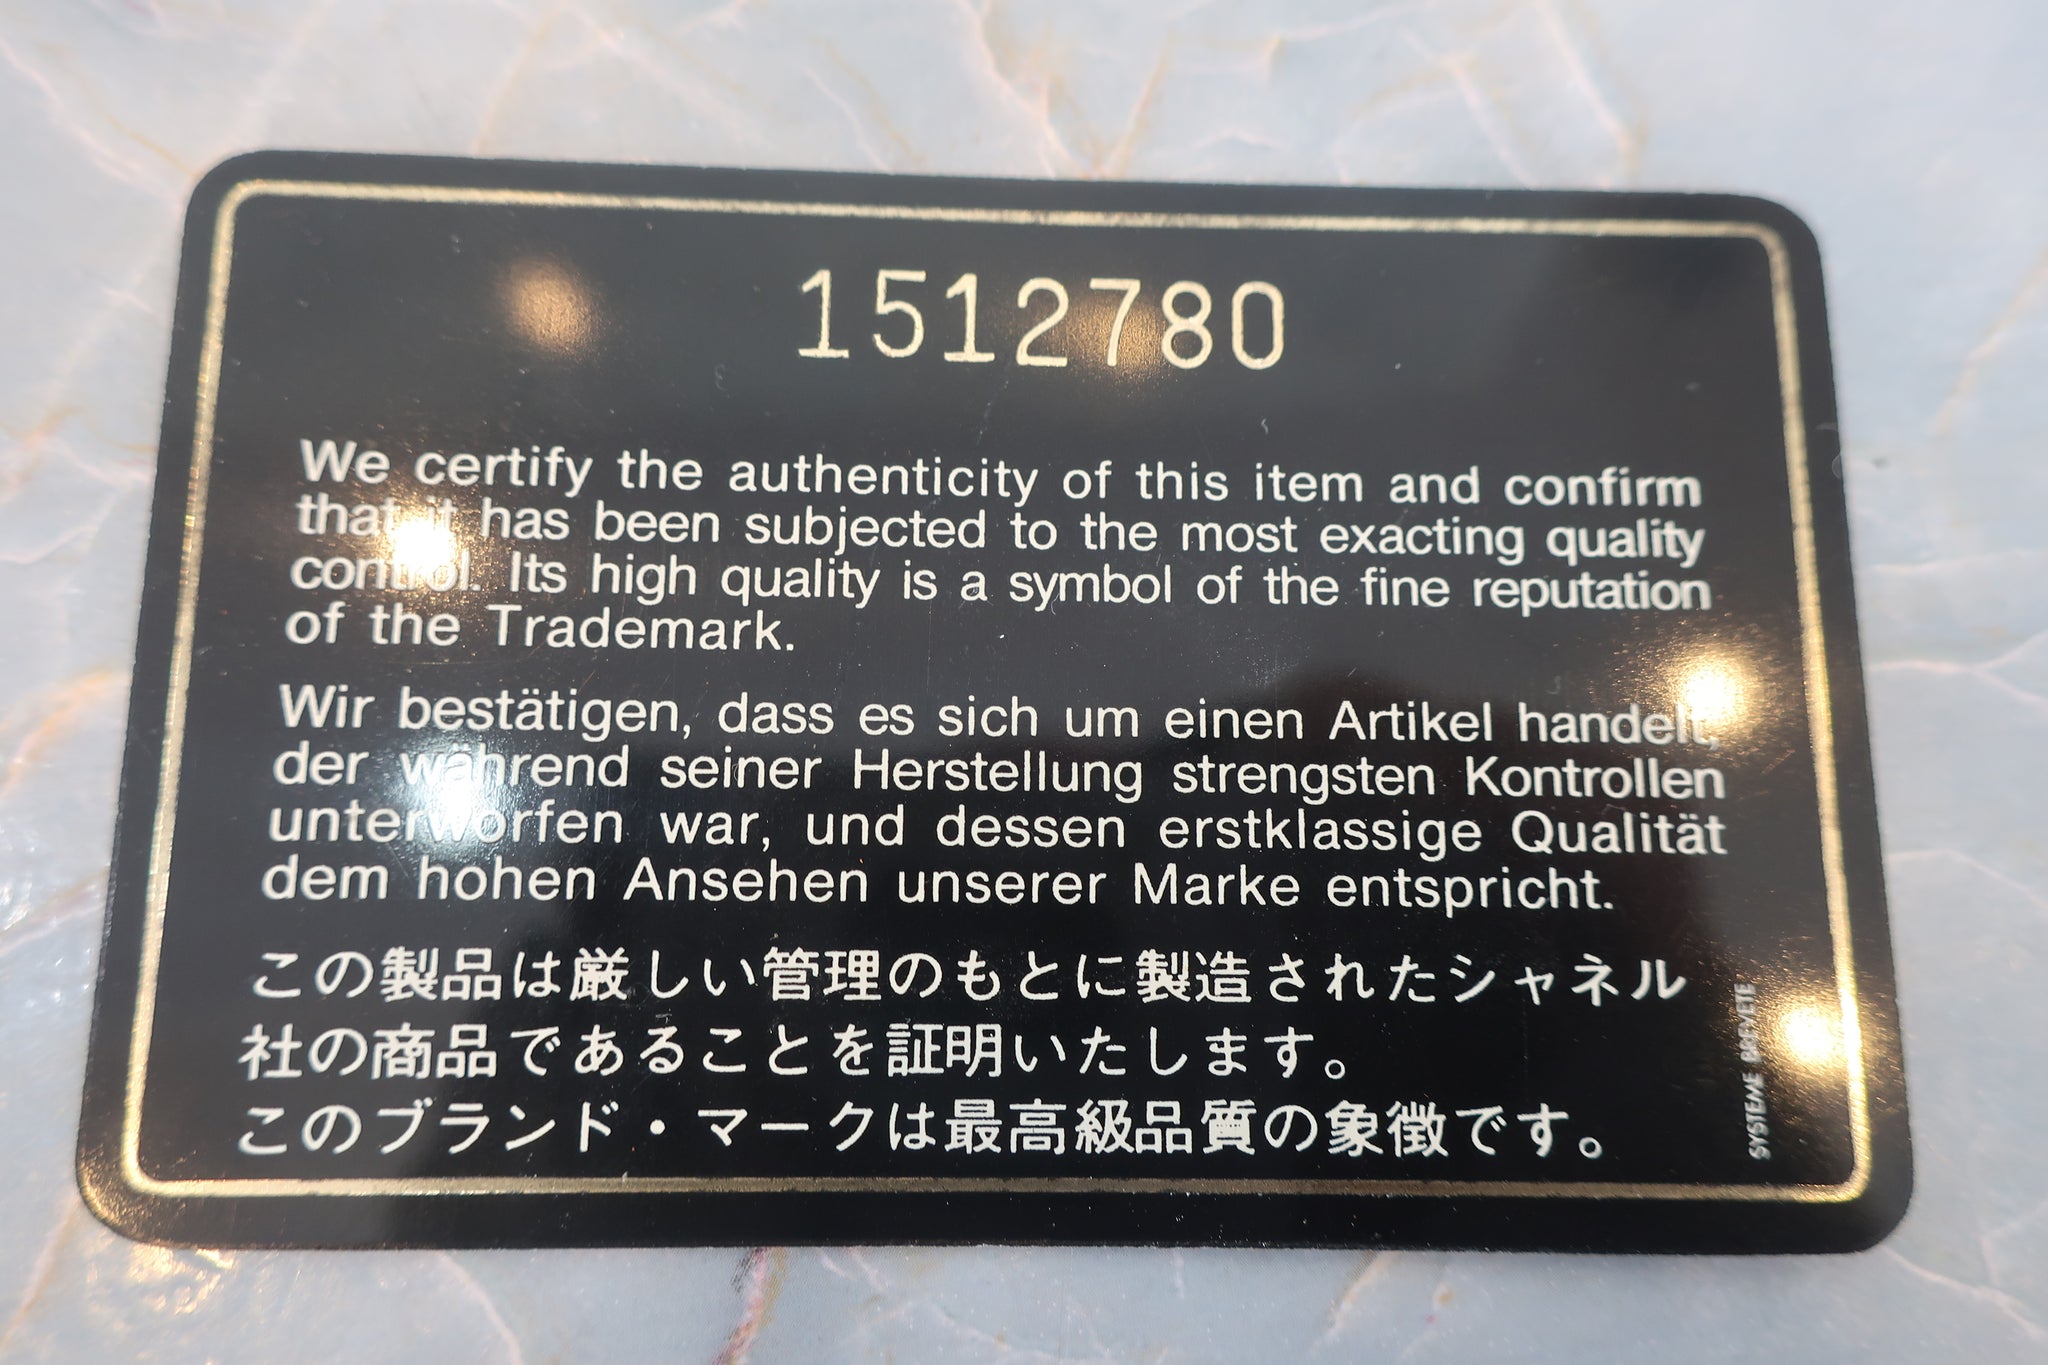 1512780
We certify the authenticity of this item and confirm
that it has been subjected to the most exacting quality
control. Its high quality is a symbol of the fine reputation
of the Trademark.
Wir bestätigen, dass es sich um einen Artikel handelt,
der während seiner Herstellung strengsten Kontrollen
unterworfen war, und dessen erstklassige Qualität
dem hohen Ansehen unserer Marke entspricht.
この製品は厳しい管理のもとに製造されたシャネル
社の商品であることを証明いたします。
このブランド・マークは最高級品質の象徴です。
SYSTEME BREVETE